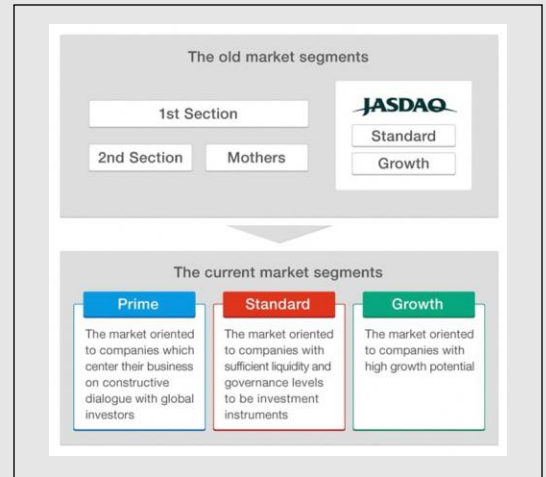 The old market segments
1st Section
2nd Section
Mothers
JASDAQ
Standard
Growth
The current market segments
Prime
The market oriented
to companies which
center their business
on constructive
dialogue with global
investors
Standard
The market oriented
to companies with
sufficient liquidity and
governance levels
to be investment
instruments
Growth
The market oriented
to companies with
high growth potential